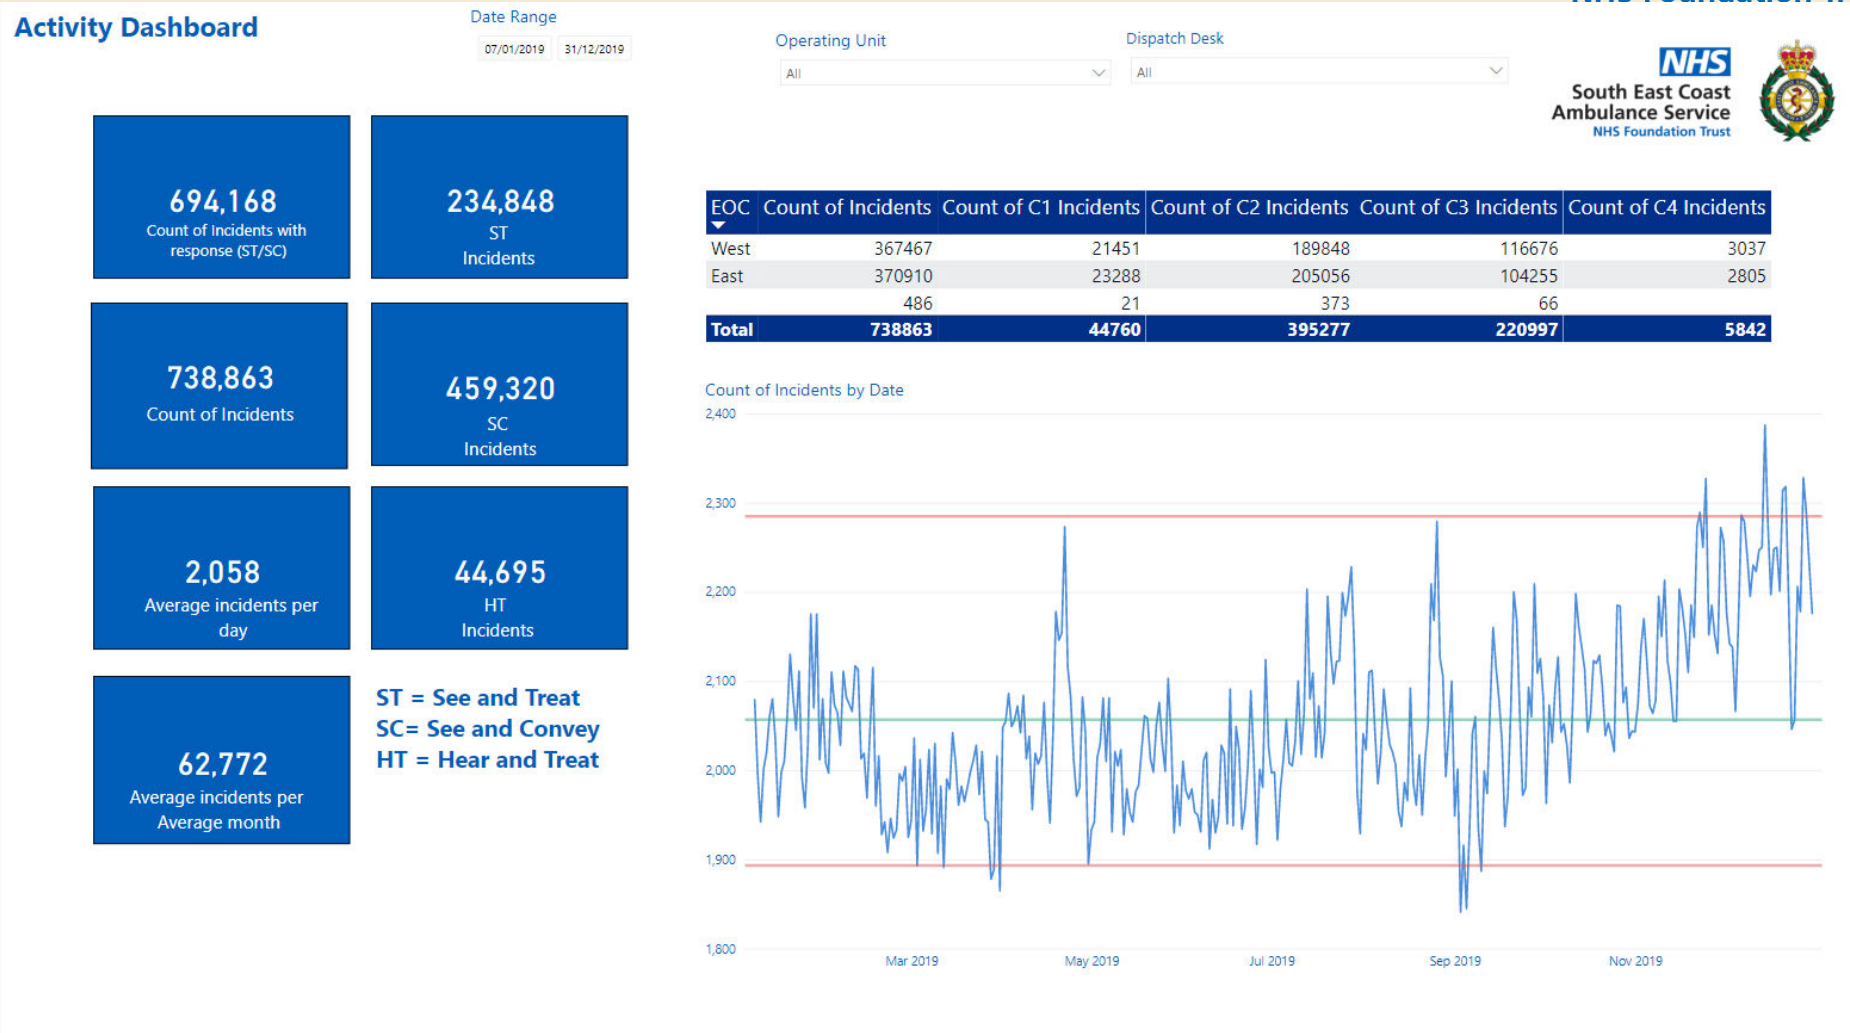 Activity Dashboard
Date Range
07/01/2019 31/12/2019
Operating Unit
All
Dispatch Desk
All
NHS
South East Coast
Ambulance Service
NHS Foundation Trust
694,168
Count of Incidents with
response (ST/SC)
234,848
ST
Incidents
738,863
Count of Incidents
459,320
SC
Incidents
2,058
Average incidents per
day
44,695
HT
Incidents
62,772
Average incidents per
Average month
ST = See and Treat
SC= See and Convey
HT = Hear and Treat
EOC Count of Incidents Count of C1 Incidents Count of C2 Incidents Count of C3 Incidents Count of C4 Incidents
West 367467 21451 189848 116676 3037
East 370910 23288 205056 104255 2805
486 21 373 66
Total 738863 44760 395277 220997 5842
Count of Incidents by Date
2,400
2,300
2,200
2,100
2,000
1,900
1,800
Mar 2019 May 2019 Jul 2019 Sep 2019 Nov 2019